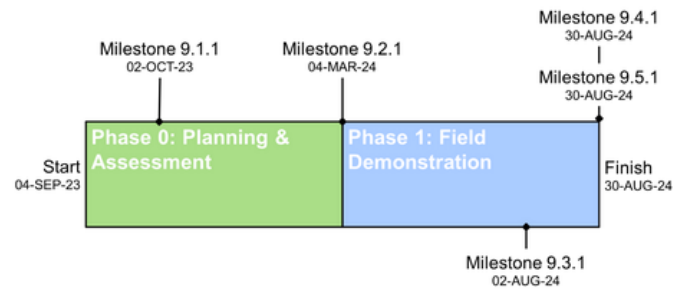 Milestone 9.4.1
30-AUG-24
Milestone 9.1.1
02-OCT-23
Milestone 9.2.1
04-MAR-24
Milestone 9.5.1
30-AUG-24
Phase 0: Planning &
Assessment
Phase 1: Field
Demonstration
Start
04-SEP-23
Finish
30-AUG-24
Milestone 9.3.1
02-AUG-24